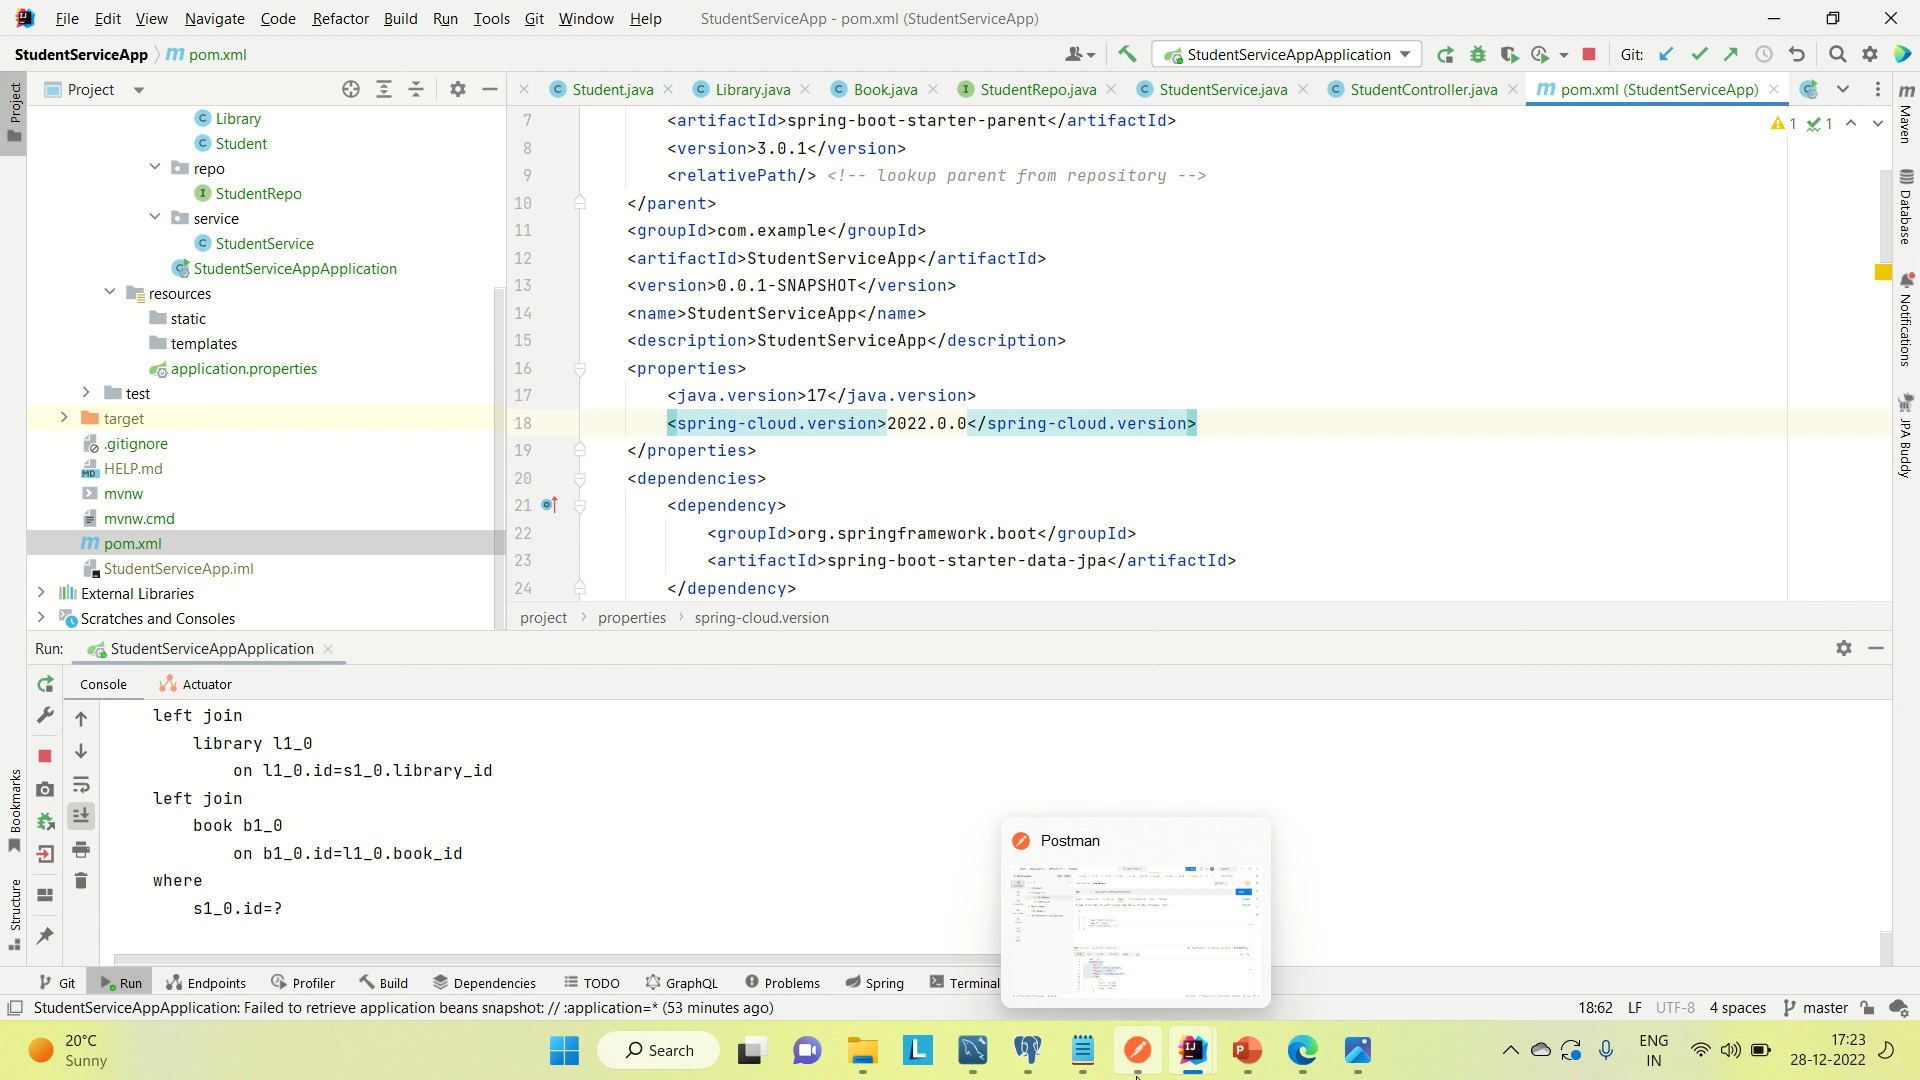 File Edit View Navigate Code Refactor Build Run Tools Git Window Help StudentServiceApp - pom.xml (StudentServiceApp)
StudentServiceApp pom.xml StudentServiceAppApplication Git:
Project
Student.java Library.java Book.java StudentRepo.java StudentService.java StudentController.java pom.xml (StudentServiceApp)
Project
Library
Student
repo
StudentRepo
service
StudentService
StudentServiceAppApplication
resources
static
templates
application.properties
test
target
.gitignore
HELP.md
mvnw
mvnw.cmd
pom.xml
StudentServiceApp.iml
External Libraries
Scratches and Consoles
7 <artifactId>spring-boot-starter-parent</artifactId>
8 <version>3.0.1</version>
9 <relativePath/> <!-- lookup parent from repository -->
10 </parent>
11 <groupId>com.example</groupId>
12 <artifactId>StudentServiceApp</artifactId>
13 <version>0.0.1-SNAPSHOT</version>
14 <name>StudentServiceApp</name>
15 <description>StudentServiceApp</description>
16 <properties>
17 <java.version>17</java.version>
18 <spring-cloud.version>2022.0.0</spring-cloud.version>
19 </properties>
20 <dependencies>
21 <dependency>
22 <groupId>org.springframework.boot</groupId>
23 <artifactId>spring-boot-starter-data-jpa</artifactId>
24 </dependency>
1 1
project properties spring-cloud.version
Maven
Database
Notifications
JPA Buddy
Run: StudentServiceAppApplication
Console Actuator
left join
library l1_0
on l1_0.id=s1_0.library_id
left join
book b1_0
on b1_0.id=l1_0.book_id
where
s1_0.id=?
Bookmarks
Structure
Postman
Git Run Endpoints Profiler Build Dependencies TODO GraphQL Problems Spring Terminal
StudentServiceAppApplication: Failed to retrieve application beans snapshot: // :application=* (53 minutes ago) 18:62 LF UTF-8 4 spaces master
20°C
Sunny
Search
ENG
IN
17:23
28-12-2022